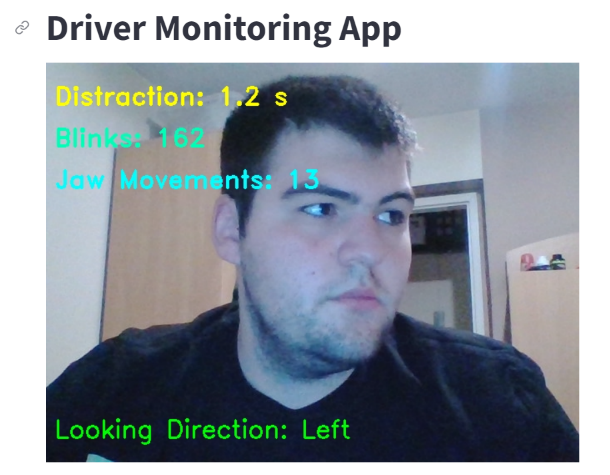 Driver Monitoring App
Distraction: 1.2 s
Blinks: 162
Jaw Movements: 13
Looking Direction: Left